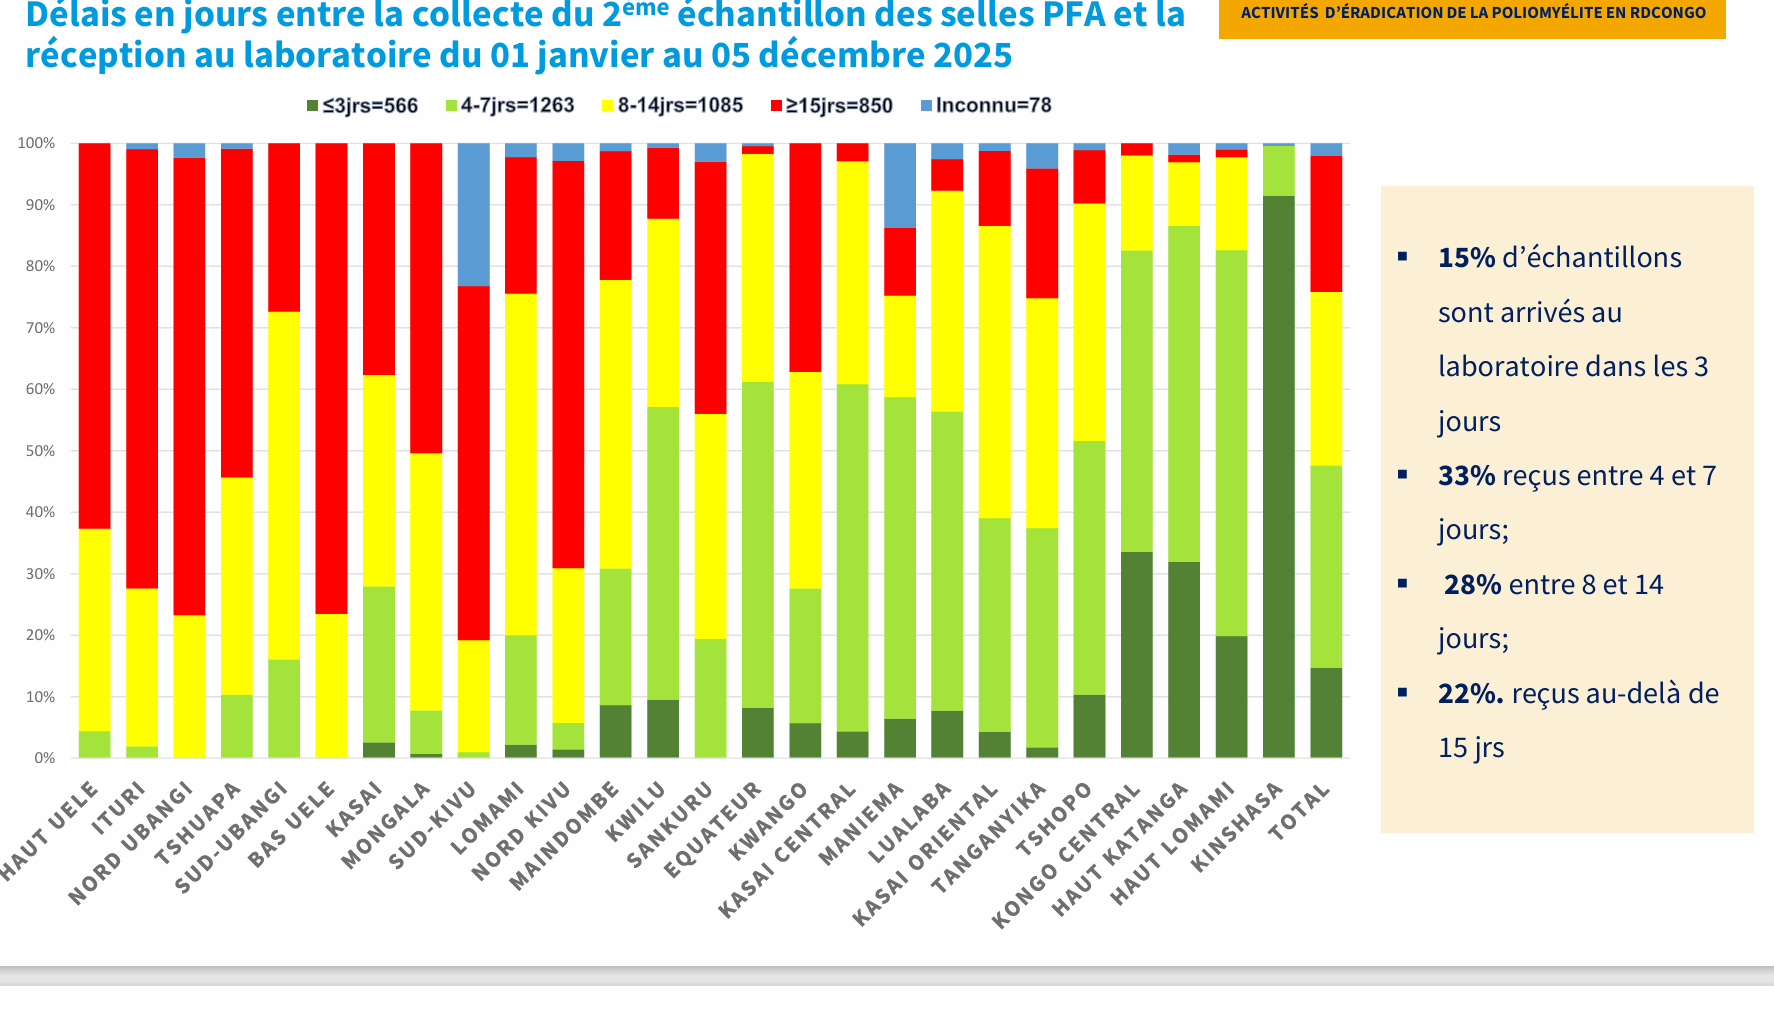 Délais en jours entre la collecte du 2ème échantillon des selles PFA et la
réception au laboratoire du 01 janvier au 05 décembre 2025
ACTIVITÉS D’ÉRADICATION DE LA POLIOMYÉLITE EN RDCONGO
≤3jrs=566 4-7jrs=1263 8-14jrs=1085 ≥15jrs=850 Inconnu=78
100%
90%
80%
70%
60%
50%
40%
30%
20%
10%
0%
HAUT UELE
ITURI
NORD UBANGI
TSHUAPA
SUD-UBANGI
BAS UELE
KASAI
MONGALA
SUD-KIVU
LOMAMI
NORD KIVU
MAINDOMBE
KWILU
SANKURU
EQUATEUR
KWANGO
KASAI CENTRAL
MANIEMA
LUALABA
KASAI ORIENTAL
TANGANYIKA
TSHOPO
KONGO CENTRAL
HAUT KATANGA
HAUT LOMAMI
KINSHASA
TOTAL
▪ 15% d’échantillons
sont arrivés au
laboratoire dans les 3
jours
▪ 33% reçus entre 4 et 7
jours;
▪ 28% entre 8 et 14
jours;
▪ 22%. reçus au-delà de
15 jrs